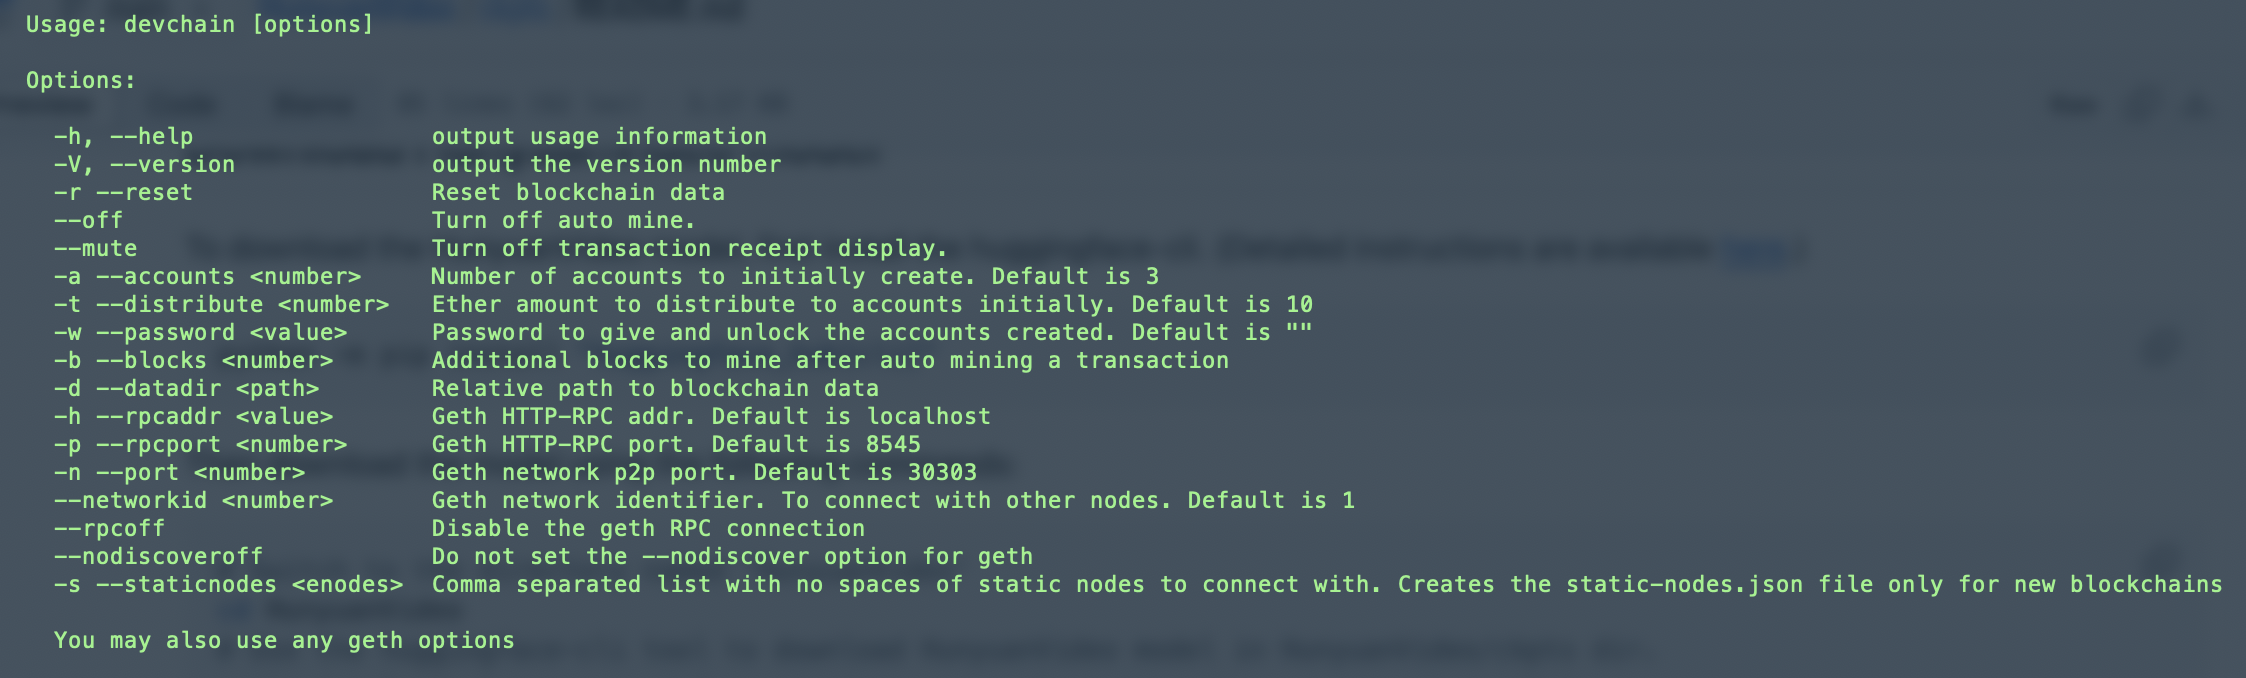 Usage: devchain [options]
Options:
-h, --help output usage information
-V, --version output the version number
-r --reset Reset blockchain data
--off Turn off auto mine.
--mute Turn off transaction receipt display.
-a --accounts <number> Number of accounts to initially create. Default is 3
-t --distribute <number> Ether amount to distribute to accounts initially. Default is 10
-w --password <value> Password to give and unlock the accounts created. Default is ""
-b --blocks <number> Additional blocks to mine after auto mining a transaction
-d --datadir <path> Relative path to blockchain data
-h --rpcaddr <value> Geth HTTP-RPC addr. Default is localhost
-p --rpcport <number> Geth HTTP-RPC port. Default is 8545
-n --port <number> Geth network p2p port. Default is 30303
--networkid <number> Geth network identifier. To connect with other nodes. Default is 1
--rpcoff Disable the geth RPC connection
--nodiscoveroff Do not set the --nodiscover option for geth
-s --staticnodes <enodes> Comma separated list with no spaces of static nodes to connect with. Creates the static-nodes.json file only for new blockchains
You may also use any geth options